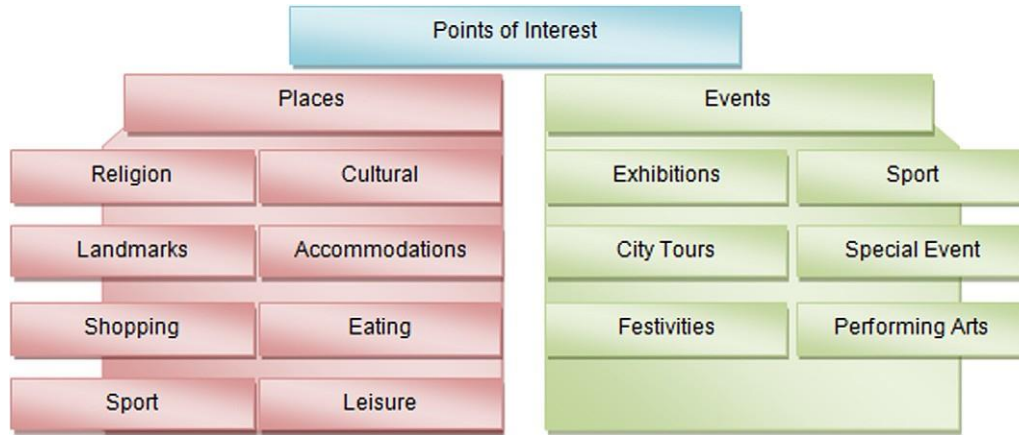 Points of Interest
Places
Events
Religion
Cultural
Exhibitions
Sport
Landmarks
Accommodations
City Tours
Special Event
Shopping
Eating
Festivities
Performing Arts
Sport
Leisure